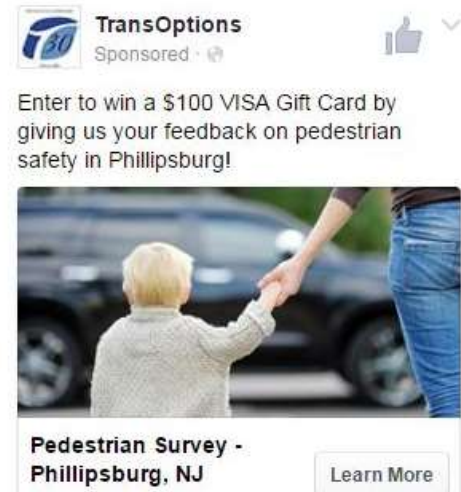 TransOptions
Sponsored ·
Enter to win a $100 VISA Gift Card by
giving us your feedback on pedestrian
safety in Phillipsburg!
Pedestrian Survey -
Phillipsburg, NJ
Learn More